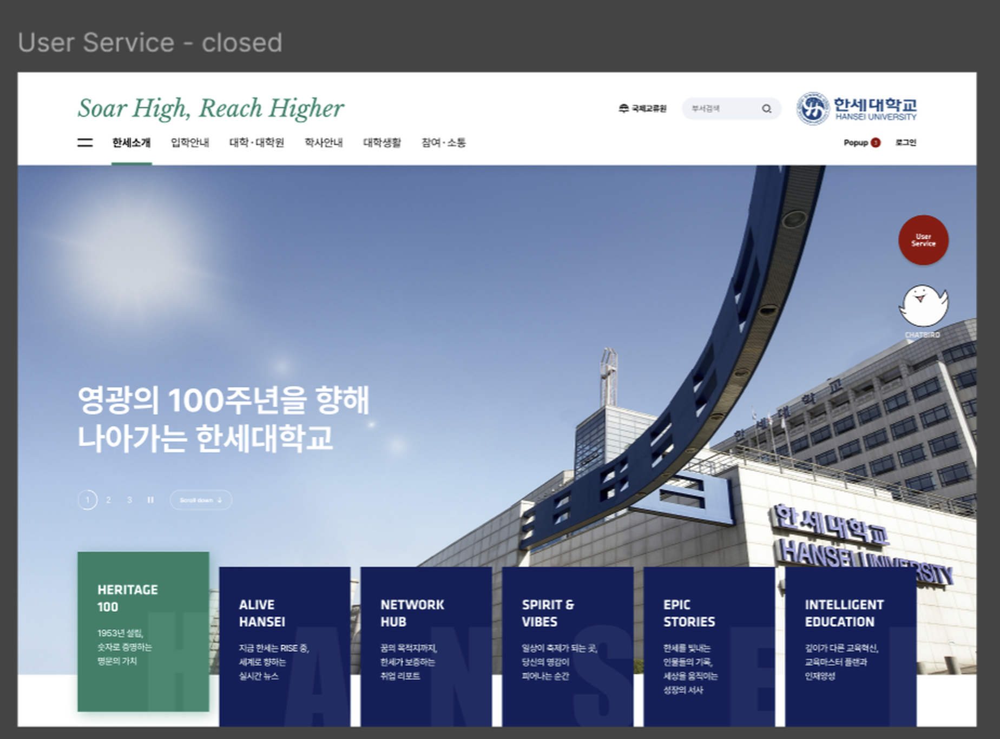 User Service - closed
Soar High, Reach Higher
국제교류원
부서검색
한세대학교
HANSEI UNIVERSITY
한세소개
입학안내
대학·대학원
학사안내
대학생활
참여·소통
Popup 3
로그인
User
Service
CHATBIRD
영광의 100주년을 향해
나아가는 한세대학교
1 2 3
Scroll down
한세대학교
한세대학교
HANSEI UNIVERSITY
HERITAGE
100
1953년 설립,
숫자로 증명하는
명문의 가치
ALIVE
HANSEI
지금 한세는 RISE 중,
세계로 향하는
실시간 뉴스
NETWORK
HUB
꿈의 목적지까지,
한세가 보증하는
취업 리포트
SPIRIT &
VIBES
일상이 축제가 되는 곳,
당신의 영감이
피어나는 순간
EPIC
STORIES
한세를 빛내는
인물들의 기록,
세상을 움직이는
성장의 서사
INTELLIGENT
EDUCATION
깊이가 다른 교육혁신,
교육마스터 플랜과
인재양성
H A N S E I